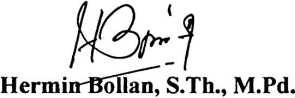 Hermin Bollan, S.Th., M.Pd.